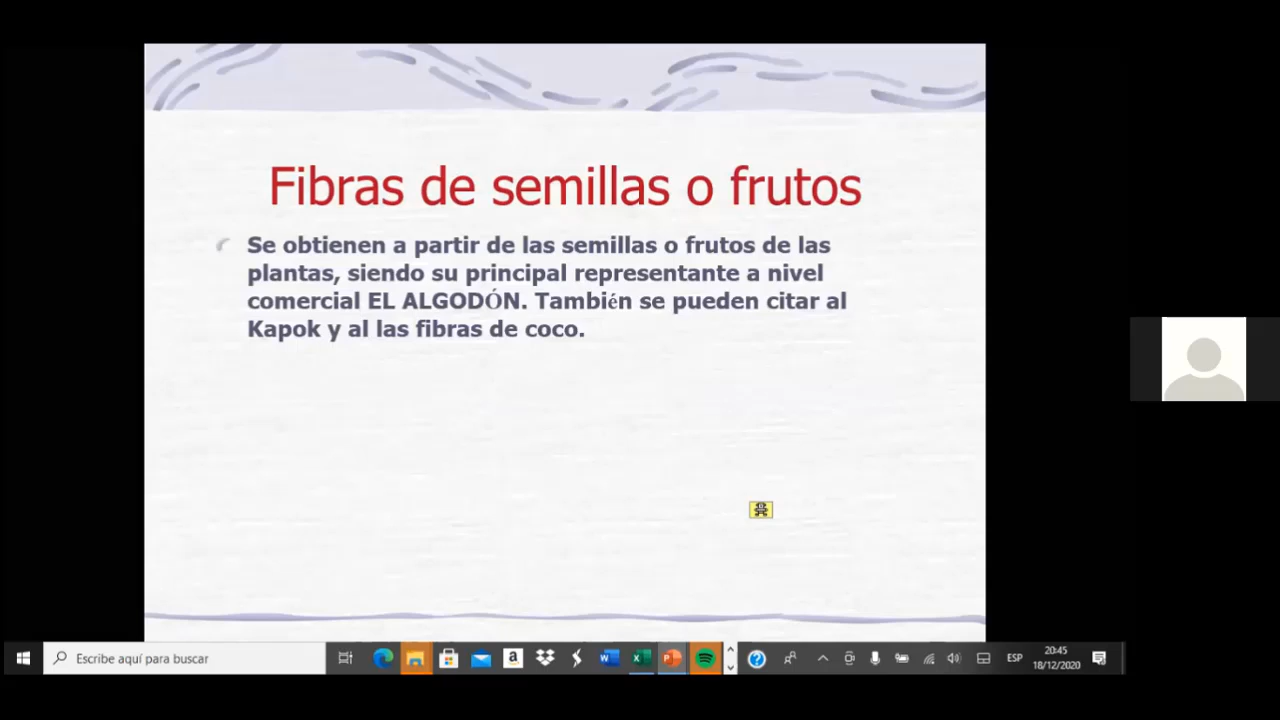 Fibras de semillas o frutos
Se obtienen a partir de las semillas o frutos de las
plantas, siendo su principal representante a nivel
comercial EL ALGODÓN. También se pueden citar al
Kapok y al las fibras de coco.
Escribe aquí para buscar
ESP
20:45
18/12/2020